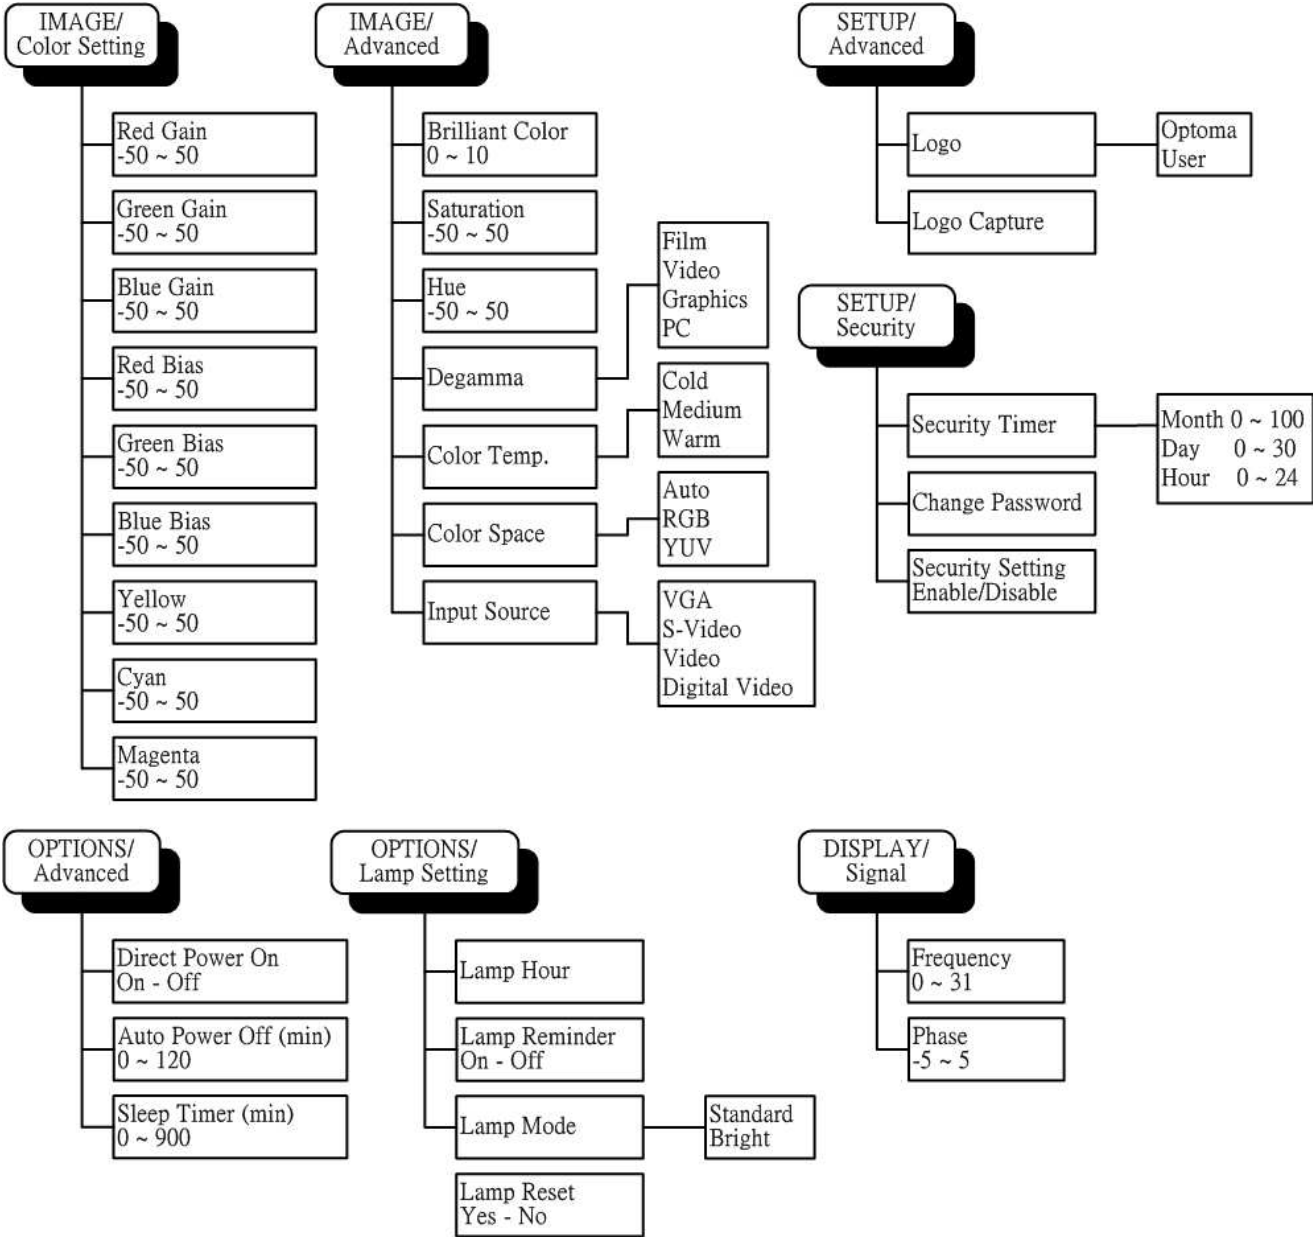 IMAGE/
Color Setting
Red Gain
-50 ~ 50
Green Gain
-50 ~ 50
Blue Gain
-50 ~ 50
Red Bias
-50 ~ 50
Green Bias
-50 ~ 50
Blue Bias
-50 ~ 50
Yellow
-50 ~ 50
Cyan
-50 ~ 50
Magenta
-50 ~ 50
IMAGE/
Advanced
Brilliant Color
0 ~ 10
Saturation
-50 ~ 50
Hue
-50 ~ 50
Degamma
Film
Video
Graphics
PC
Color Temp.
Cold
Medium
Warm
Color Space
Auto
RGB
YUV
Input Source
VGA
S-Video
Video
Digital Video
SETUP/
Advanced
Logo
Optoma
User
Logo Capture
SETUP/
Security
Security Timer
Month 0 ~ 100
Day 0 ~ 30
Hour 0 ~ 24
Change Password
Security Setting
Enable/Disable
OPTIONS/
Advanced
Direct Power On
On - Off
Auto Power Off (min)
0 ~ 120
Sleep Timer (min)
0 ~ 900
OPTIONS/
Lamp Setting
Lamp Hour
Lamp Reminder
On - Off
Lamp Mode
Standard
Bright
Lamp Reset
Yes - No
DISPLAY/
Signal
Frequency
0 ~ 31
Phase
-5 ~ 5